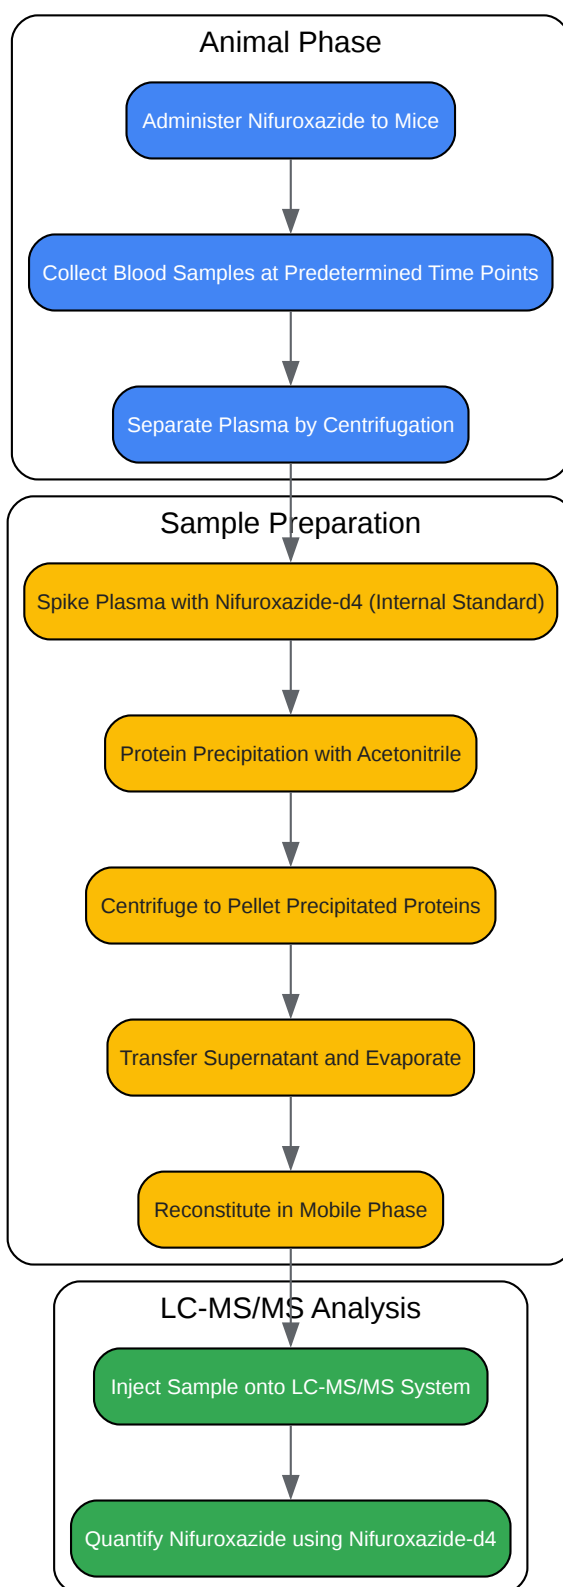 Animal Phase
Administer Nifuroxazide to Mice
Collect Blood Samples at Predetermined Time Points
Separate Plasma by Centrifugation
Sample Preparation
Spike Plasma with Nifuroxazide-d4 (Internal Standard)
Protein Precipitation with Acetonitrile
Centrifuge to Pellet Precipitated Proteins
Transfer Supernatant and Evaporate
Reconstitute in Mobile Phase
LC-MS/MS Analysis
Inject Sample onto LC-MS/MS System
Quantify Nifuroxazide using Nifuroxazide-d4